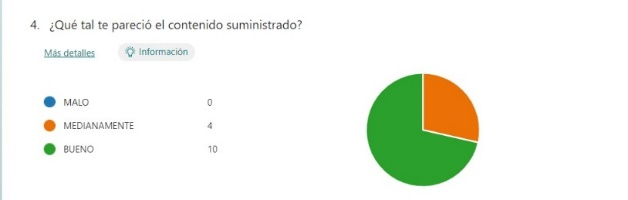 4. ¿Qué tal te pareció el contenido suministrado?
Más detalles Información
MALO 0
MEDIANAMENTE 4
BUENO 10